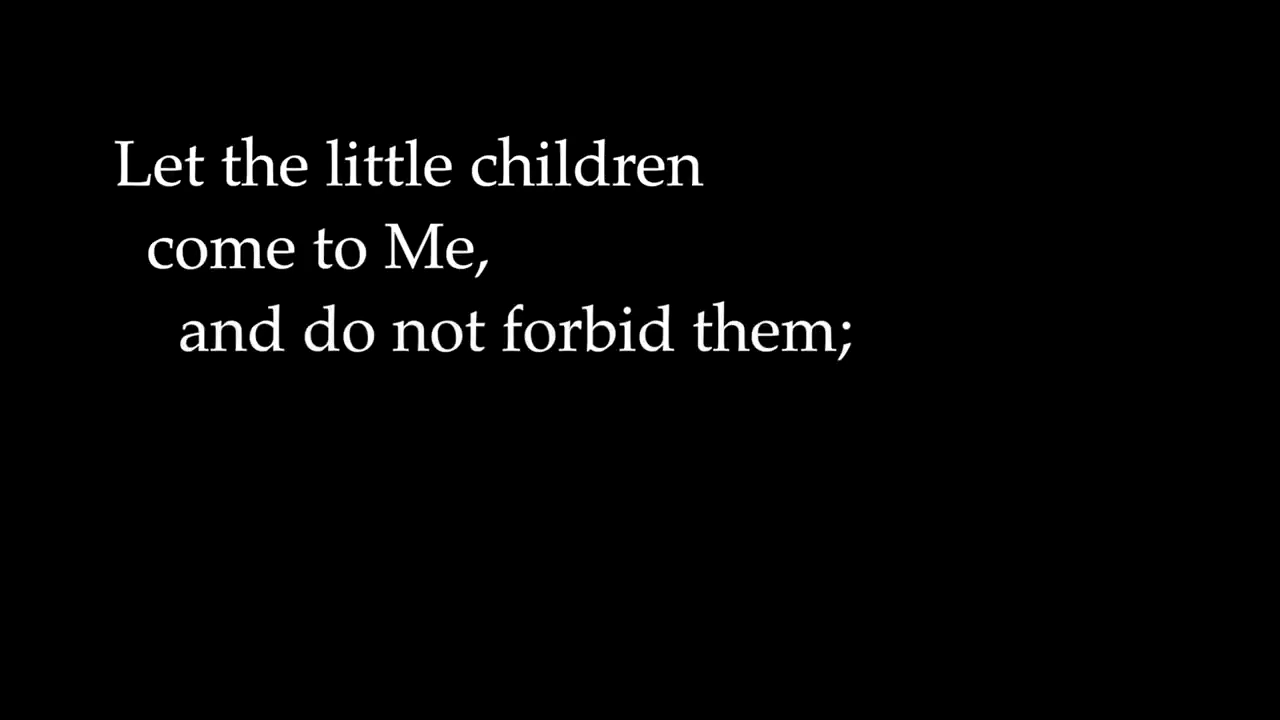 Let the little children
come to Me,
and do not forbid them;